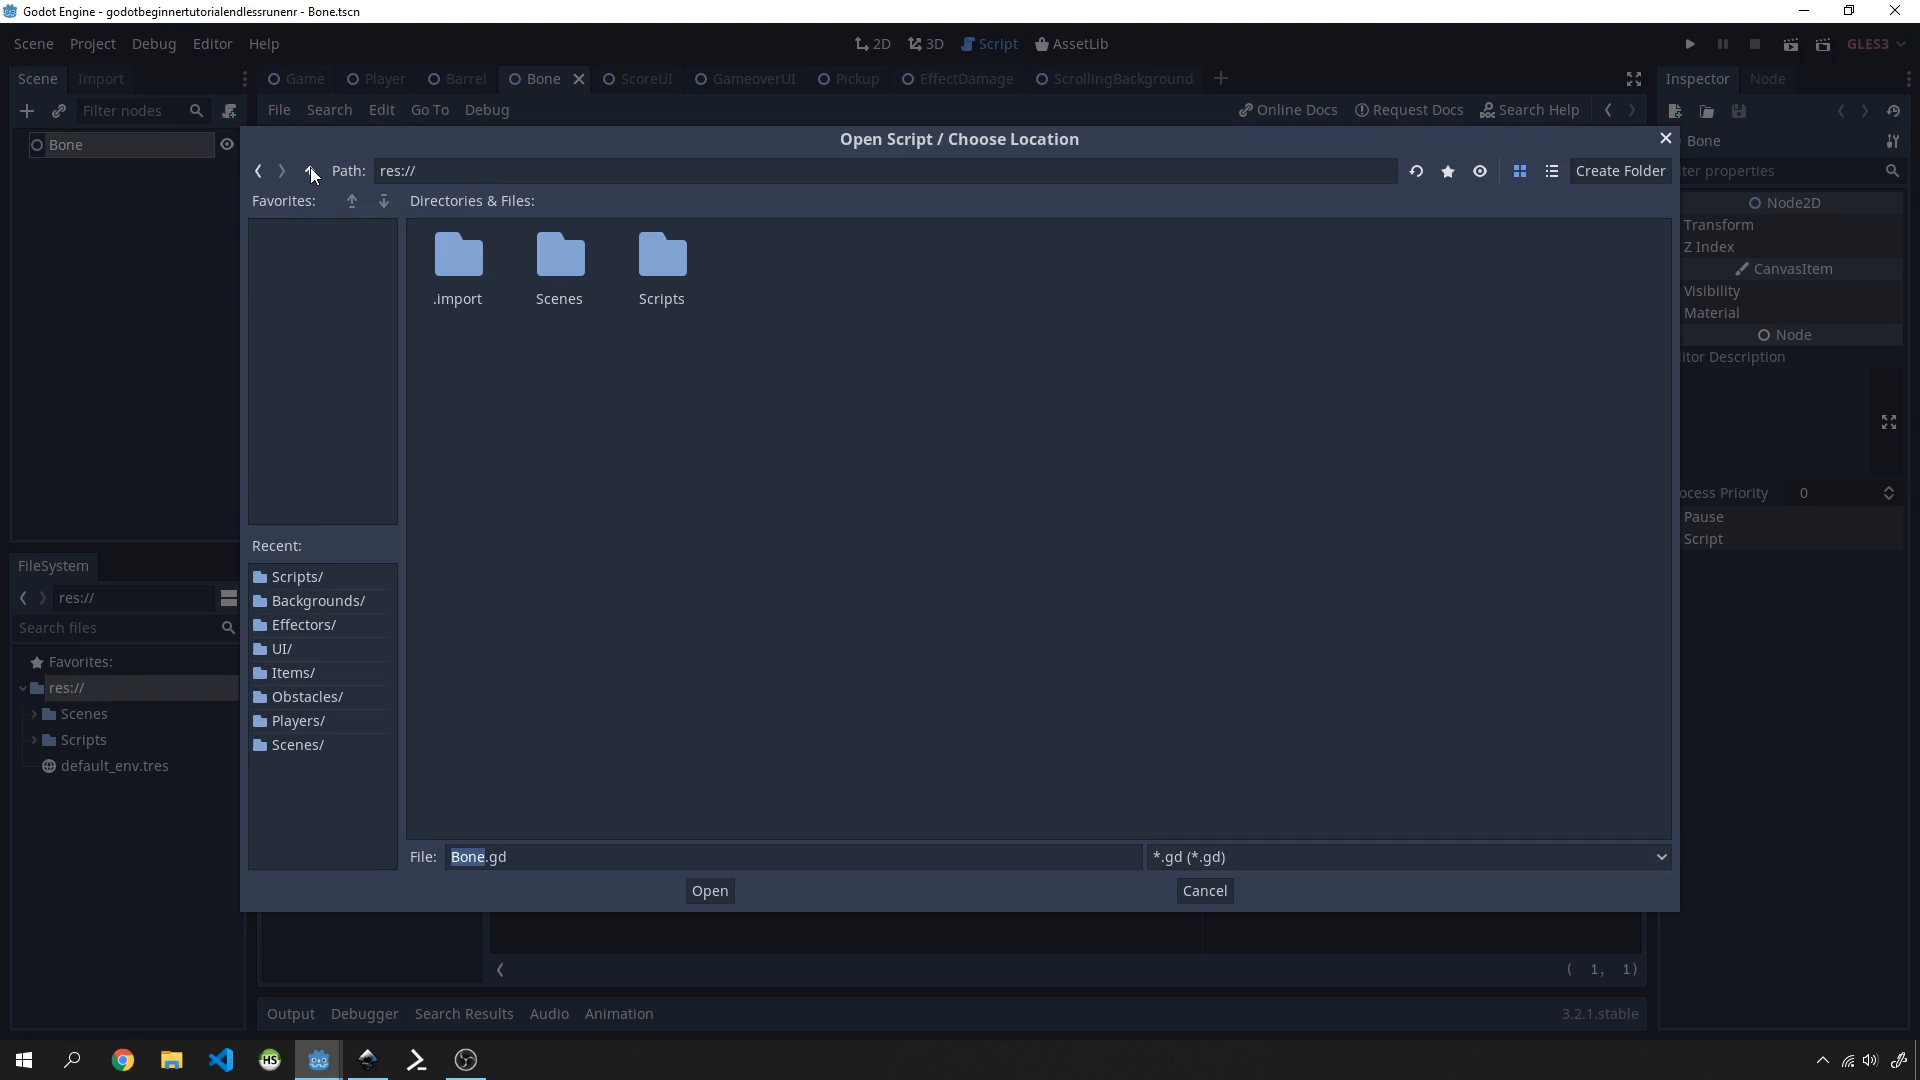 Godot Engine - godotbeginnertutorialendlessrunenr - Bone.tscn
Scene Project Debug Editor Help
2D 3D Script AssetLib
GLES3
Scene Import
Game Player Barrel Bone ScoreUI GameoverUI Pickup EffectDamage ScrollingBackground
Inspector Node
Filter nodes
File Search Edit Go To Debug
Online Docs Request Docs Search Help
Open Script / Choose Location
Bone
Bone
Path: res://
Create Folder
ter properties
Favorites:
Directories & Files:
Node2D
Transform
Z Index
CanvasItem
Visibility
Material
Node
itor Description
.import Scenes Scripts
ocess Priority 0
Pause
Script
Recent:
Scripts/
Backgrounds/
Effectors/
UI/
Items/
Obstacles/
Players/
Scenes/
FileSystem
res://
Search files
Favorites:
res://
Scenes
Scripts
default_env.tres
File: Bone.gd
*.gd (*.gd)
Open
Cancel
( 1, 1)
Output Debugger Search Results Audio Animation
3.2.1.stable
HS